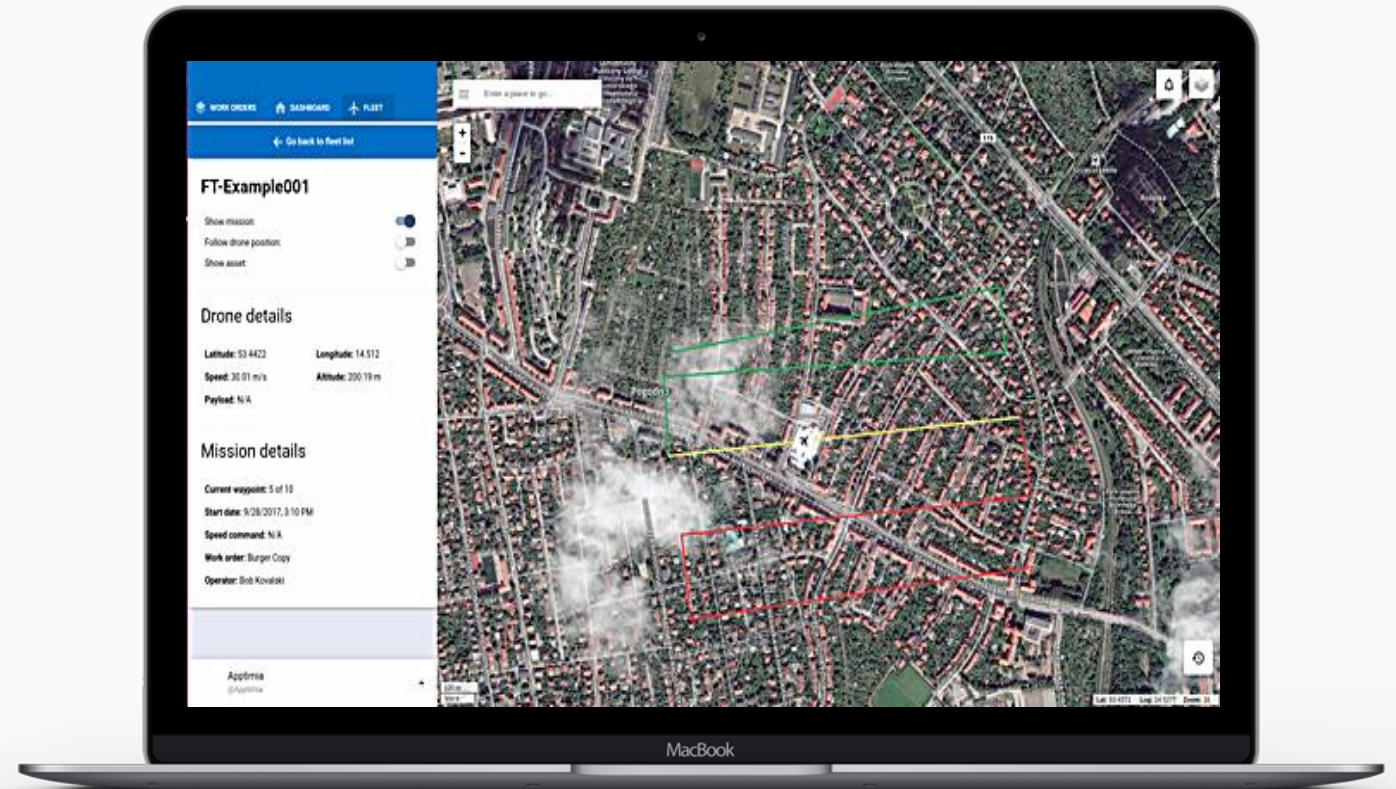 WORK ORDERS DASHBOARD FLEET
Go back to fleet list
FT-Example001
Show mission:
Follow drone position:
Show asset:
Drone details
Latitude: 53.4422 Longitude: 14.512
Speed: 30.01 m/s Altitude: 200.19 m
Payload: N/A
Mission details
Current waypoint: 5 of 10
Start date: 9/28/2017, 3:10 PM
Speed command: N/A
Work order: Burger Copy
Operator: Bob Kovalski
Apptimia
@Apptimia
Enter a place to go...
+
-
115
Pogodno
MacBook